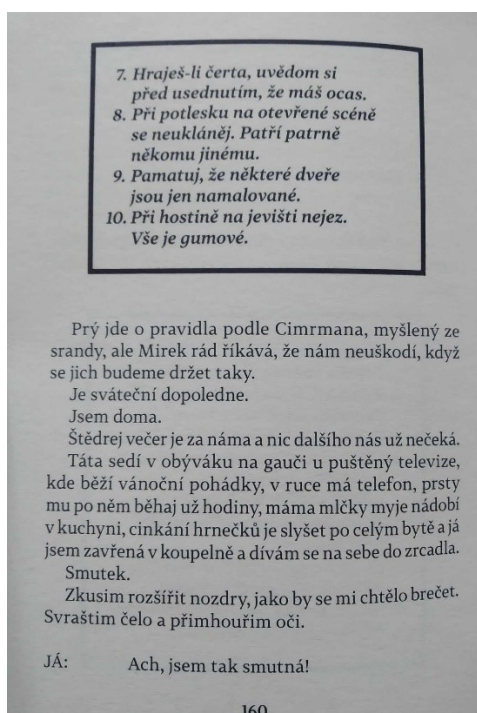 7. Hraješ-li čerta, uvědom si
před usednutím, že máš ocas.
8. Při potlesku na otevřené scéně
se neukláněj. Patří patrně
někomu jinému.
9. Pamatuj, že některé dveře
jsou jen namalované.
10. Při hostině na jevišti nejez.
Vše je gumové.
Prý jde o pravidla podle Cimrmana, myšlený ze
srandy, ale Mirek rád říkává, že nám neuškodí, když
se jich budeme držet taky.
Je sváteční dopoledne.
Jsem doma.
Štědrej večer je za náma a nic dalšího nás už nečeká.
Táta sedí v obýváku na gauči u puštěný televize,
kde běží vánoční pohádky, v ruce má telefon, prsty
mu po něm běhaj už hodiny, máma mlčky myje nádobí
v kuchyni, cinkání hrnečků je slyšet po celým bytě a já
jsem zavřená v koupelně a dívám se na sebe do zrcadla.
Smutek.
Zkusim rozšířit nozdry, jako by se mi chtělo brečet.
Svraštim čelo a přimhouřim oči.
JÁ: Ach, jsem tak smutná!
160